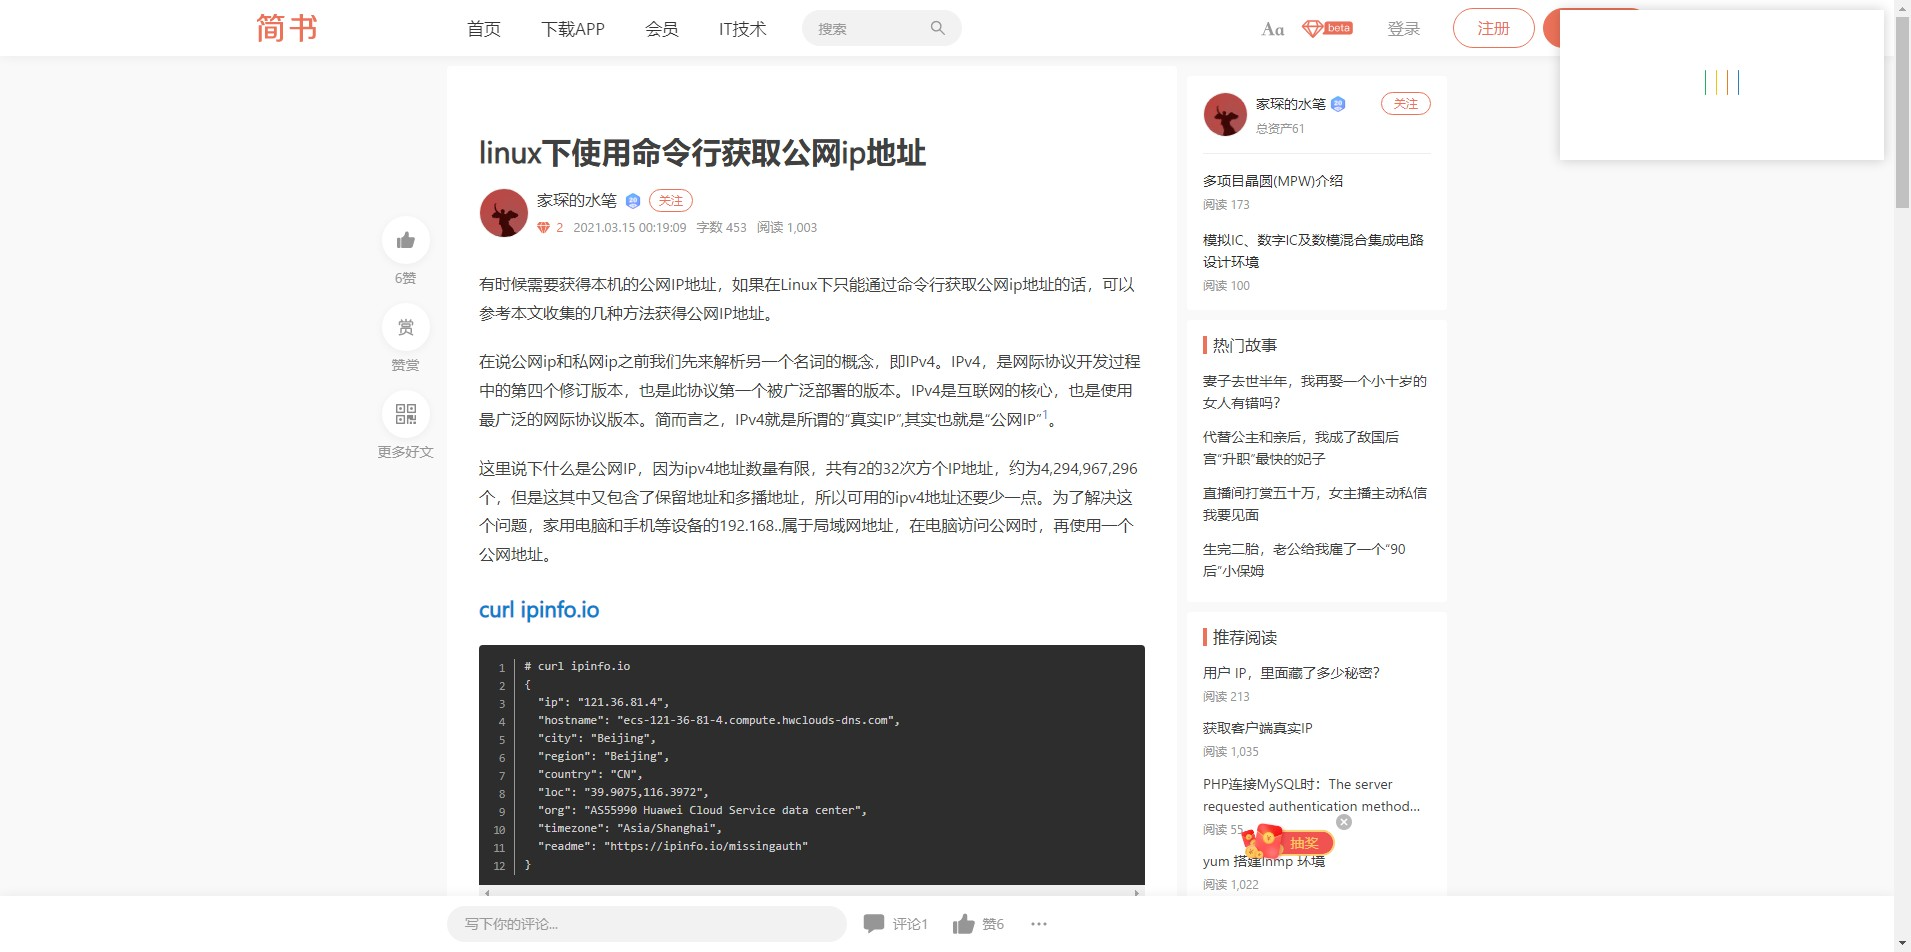 简书
首页 下载APP 会员 IT技术 搜索
Aa beta 登录 注册
linux下使用命令行获取公网ip地址
家琛的水笔 关注
2 2021.03.15 00:19:09 字数 453 阅读 1,003
6赞
赏
赞赏
更多好文
有时候需要获得本机的公网IP地址，如果在Linux下只能通过命令行获取公网ip地址的话，可以
参考本文收集的几种方法获得公网IP地址。
在说公网ip和私网ip之前我们先来解析另一个名词的概念，即IPv4。IPv4，是网际协议开发过程
中的第四个修订版本，也是此协议第一个被广泛部署的版本。IPv4是互联网的核心，也是使用
最广泛的网际协议版本。简而言之，IPv4就是所谓的“真实IP”,其实也就是“公网IP”1。
这里说下什么是公网IP，因为ipv4地址数量有限，共有2的32次方个IP地址，约为4,294,967,296
个，但是这其中又包含了保留地址和多播地址，所以可用的ipv4地址还要少一点。为了解决这
个问题，家用电脑和手机等设备的192.168..属于局域网地址，在电脑访问公网时，再使用一个
公网地址。
curl ipinfo.io
1 # curl ipinfo.io
2 {
3 "ip": "121.36.81.4",
4 "hostname": "ecs-121-36-81-4.compute.hwclouds-dns.com",
5 "city": "Beijing",
6 "region": "Beijing",
7 "country": "CN",
8 "loc": "39.9075,116.3972",
9 "org": "AS55990 Huawei Cloud Service data center",
10 "timezone": "Asia/Shanghai",
11 "readme": "https://ipinfo.io/missingauth"
12 }
家琛的水笔 关注
总资产61
多项目晶圆(MPW)介绍
阅读 173
模拟IC、数字IC及数模混合集成电路
设计环境
阅读 100
热门故事
妻子去世半年，我再娶一个小十岁的
女人有错吗？
代替公主和亲后，我成了敌国后
宫“升职”最快的妃子
直播间打赏五十万，女主播主动私信
我要见面
生完二胎，老公给我雇了一个“90
后”小保姆
推荐阅读
用户 IP，里面藏了多少秘密？
阅读 213
获取客户端真实IP
阅读 1,035
PHP连接MySQL时：The server
requested authentication method...
阅读 55
抽奖
yum 搭建lnmp 环境
阅读 1,022
写下你的评论... 评论1 赞6